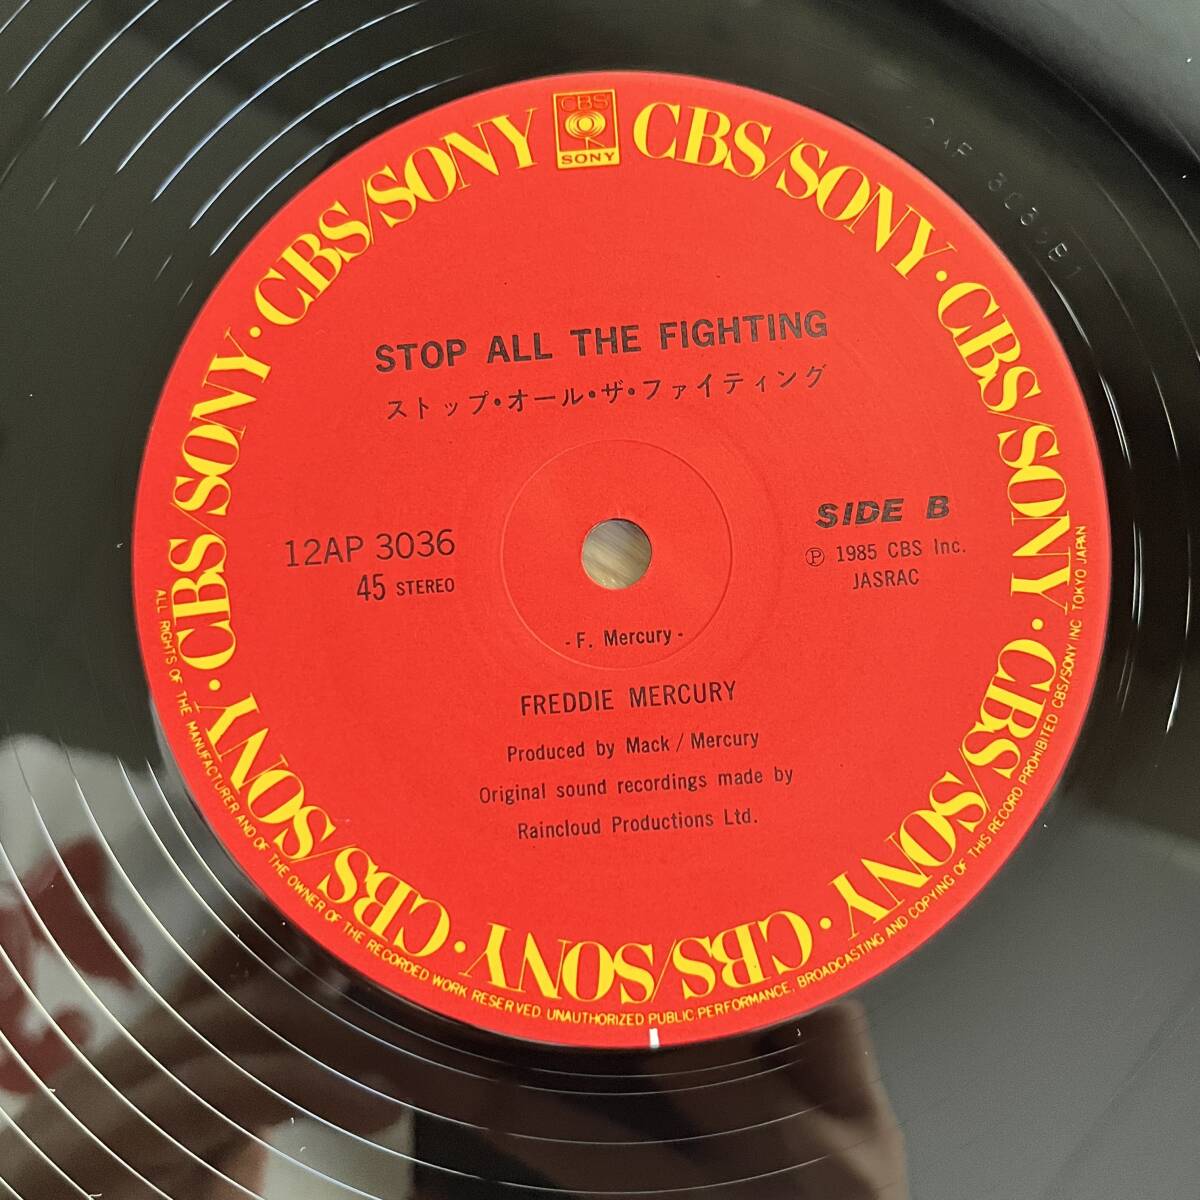 CBS
SONY
CBS/SONY · CBS/SONY · CBS/SONY · CBS/SONY · CBS/SONY · CBS/SONY · CBS/SONY · CBS/SONY
STOP ALL THE FIGHTING
ストップ・オール・ザ・ファイティング
SIDE B
12AP 3036
Ⓟ 1985 CBS Inc.
45 STEREO
JASRAC
- F. Mercury -
FREDDIE MERCURY
Produced by Mack / Mercury
Original sound recordings made by
Raincloud Productions Ltd.
ALL RIGHTS OF THE MANUFACTURER AND OF THE OWNER OF THE RECORDED WORK RESERVED. UNAUTHORIZED PUBLIC PERFORMANCE, BROADCASTING AND COPYING OF THIS RECORD PROHIBITED CBS/SONY INC TOKYO JAPAN